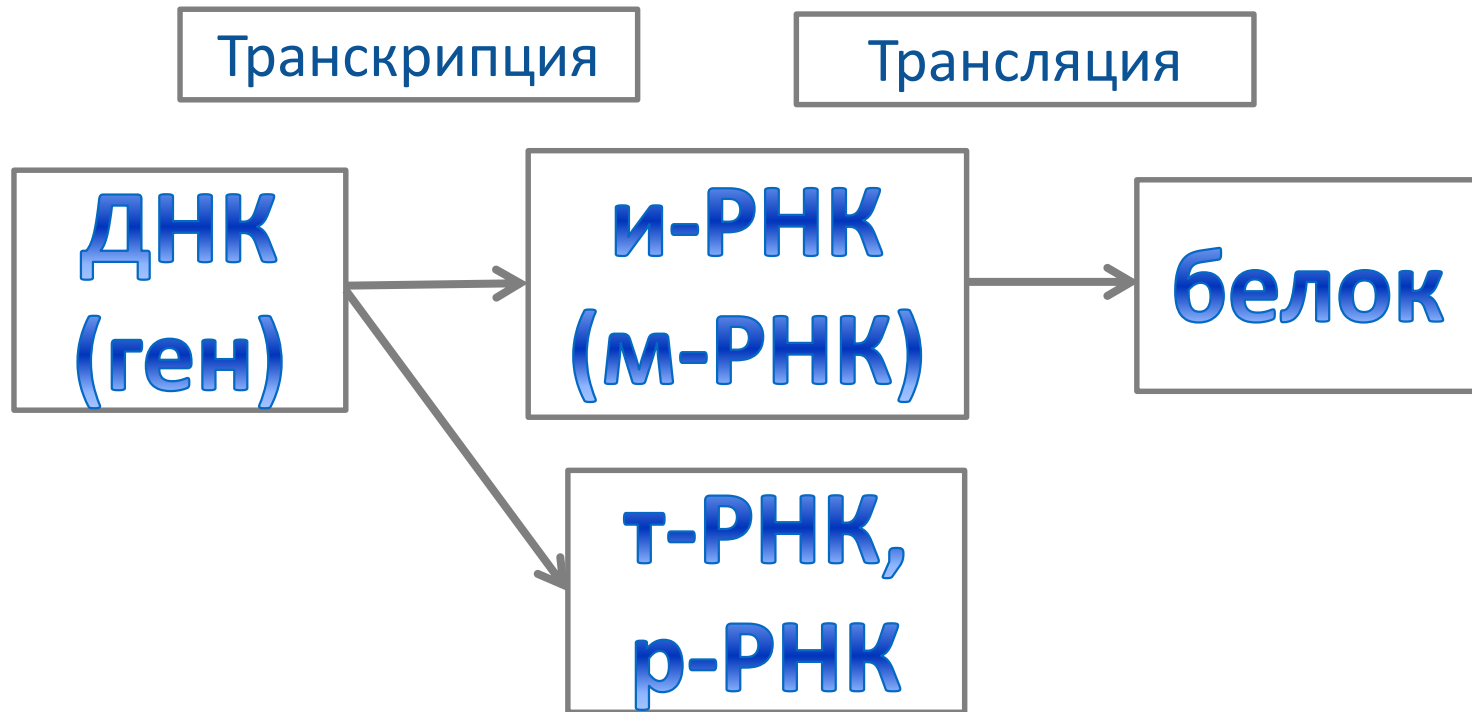 Транскрипция
Трансляция
ДНК
(ген)
и-РНК
(м-РНК)
белок
т-РНК,
р-РНК